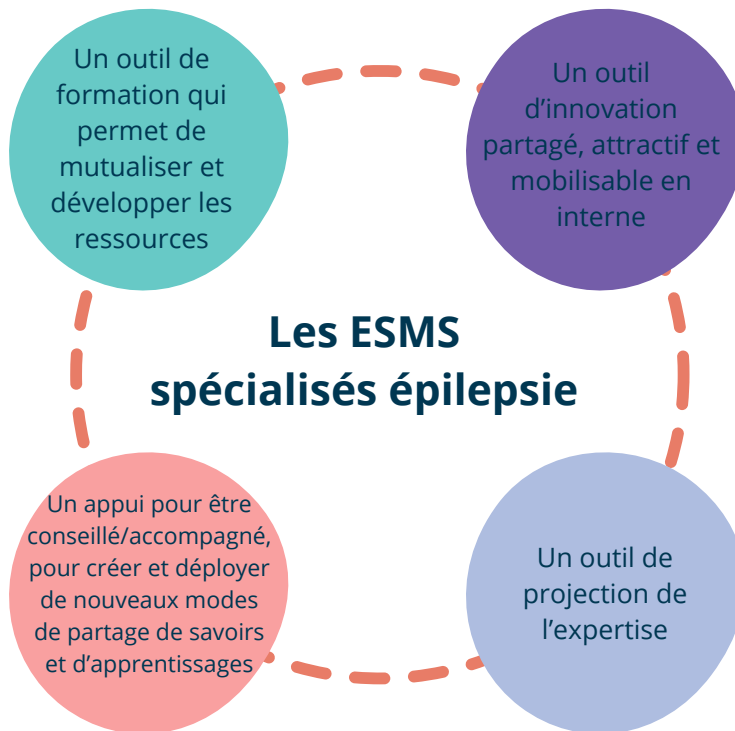 Un outil de
formation qui
permet de
mutualiser et
développer les
ressources
Un outil
d’innovation
partagé, attractif et
mobilisable en
interne
Les ESMS
spécialisés épilepsie
Un appui pour être
conseillé/accompagné,
pour créer et déployer
de nouveaux modes
de partage de savoirs
et d’apprentissages
Un outil de
projection de
l’expertise